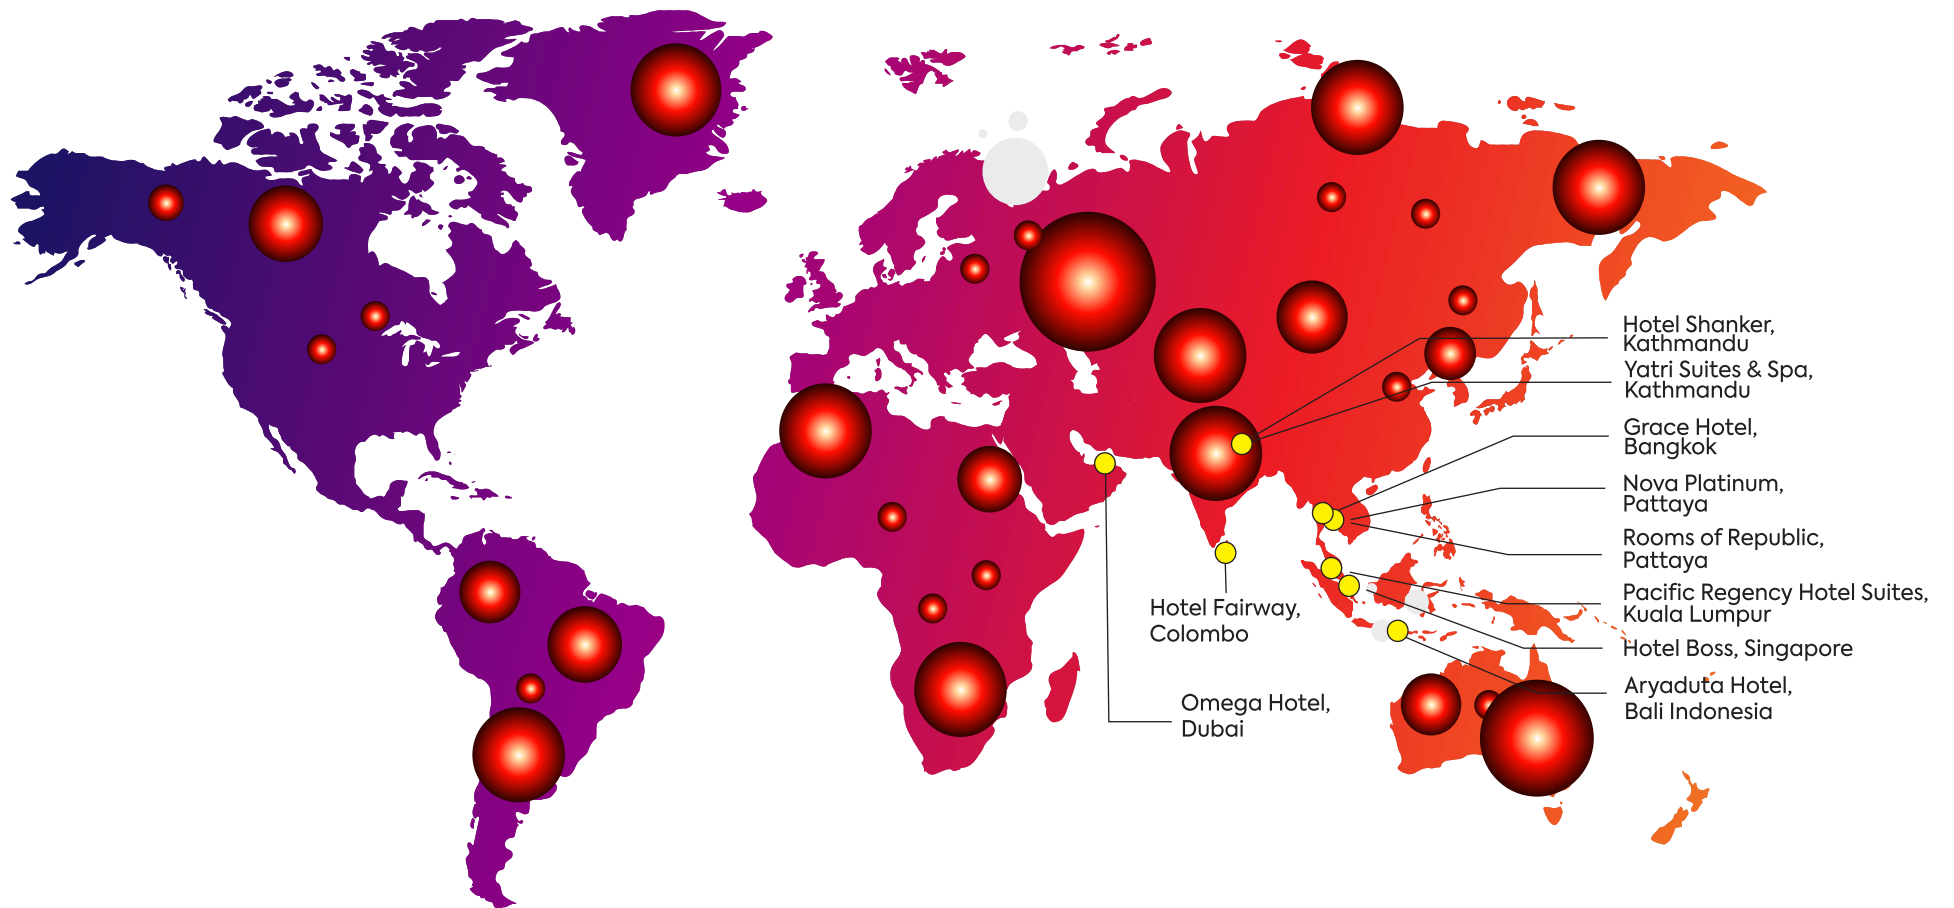 Hotel Shanker,
Kathmandu
Yatri Suites & Spa,
Kathmandu
Grace Hotel,
Bangkok
Nova Platinum,
Pattaya
Rooms of Republic,
Pattaya
Pacific Regency Hotel Suites,
Kuala Lumpur
Hotel Boss, Singapore
Aryaduta Hotel,
Bali Indonesia
Hotel Fairway,
Colombo
Omega Hotel,
Dubai